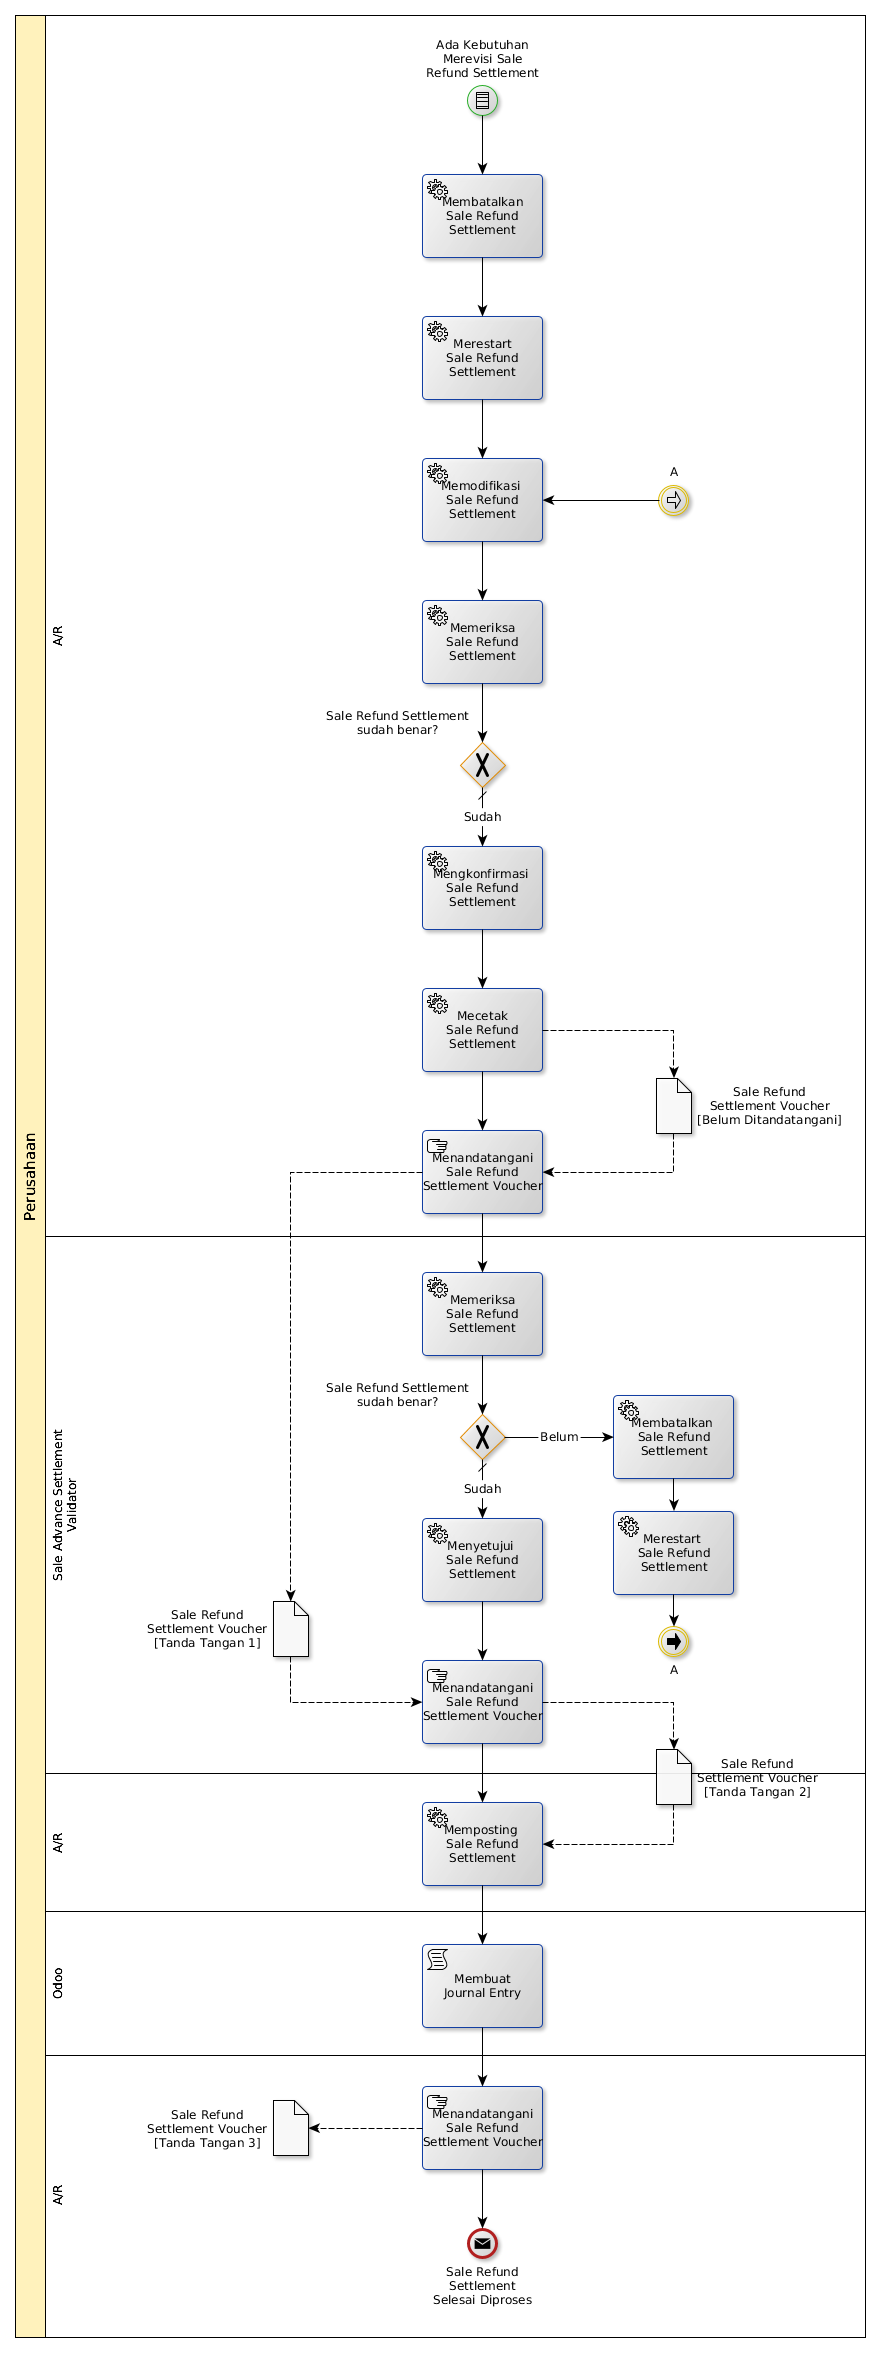 Perusahaan
A/R
Ada Kebutuhan
Merevisi Sale
Refund Settlement
Membatalkan
Sale Refund
Settlement
Merestart
Sale Refund
Settlement
Memodifikasi
Sale Refund
Settlement
A
Memeriksa
Sale Refund
Settlement
Sale Refund Settlement
sudah benar?
Sudah
Mengkonfirmasi
Sale Refund
Settlement
Mecetak
Sale Refund
Settlement
Sale Refund
Settlement Voucher
[Belum Ditandatangani]
Menandatangani
Sale Refund
Settlement Voucher
Sale Advance Settlement
Validator
Memeriksa
Sale Refund
Settlement
Sale Refund Settlement
sudah benar?
Belum
Membatalkan
Sale Refund
Settlement
Sudah
Menyetujui
Sale Refund
Settlement
Merestart
Sale Refund
Settlement
A
Sale Refund
Settlement Voucher
[Tanda Tangan 1]
Menandatangani
Sale Refund
Settlement Voucher
Sale Refund
Settlement Voucher
[Tanda Tangan 2]
A/R
Memposting
Sale Refund
Settlement
Odoo
Membuat
Journal Entry
A/R
Menandatangani
Sale Refund
Settlement Voucher
Sale Refund
Settlement Voucher
[Tanda Tangan 3]
Sale Refund
Settlement
Selesai Diproses